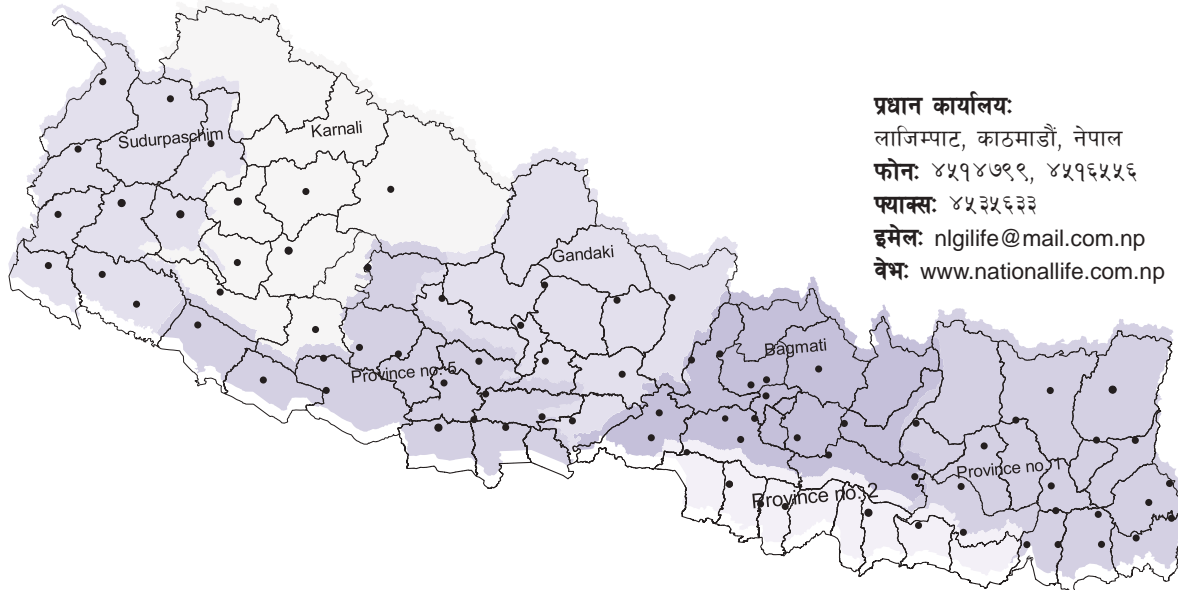 Sudurpaschim
Karnali
Gandaki
Province no. 5
Bagmati
Province no. 1
Province no. 2
प्रधान कार्यालयः
लाजिम्पाट, काठमाडौं, नेपाल
फोनः ४५१४७९९, ४५१६५५६
फ्याक्सः ४५३५६३३
इमेलः nlgilife@mail.com.np
वेभः www.nationallife.com.np